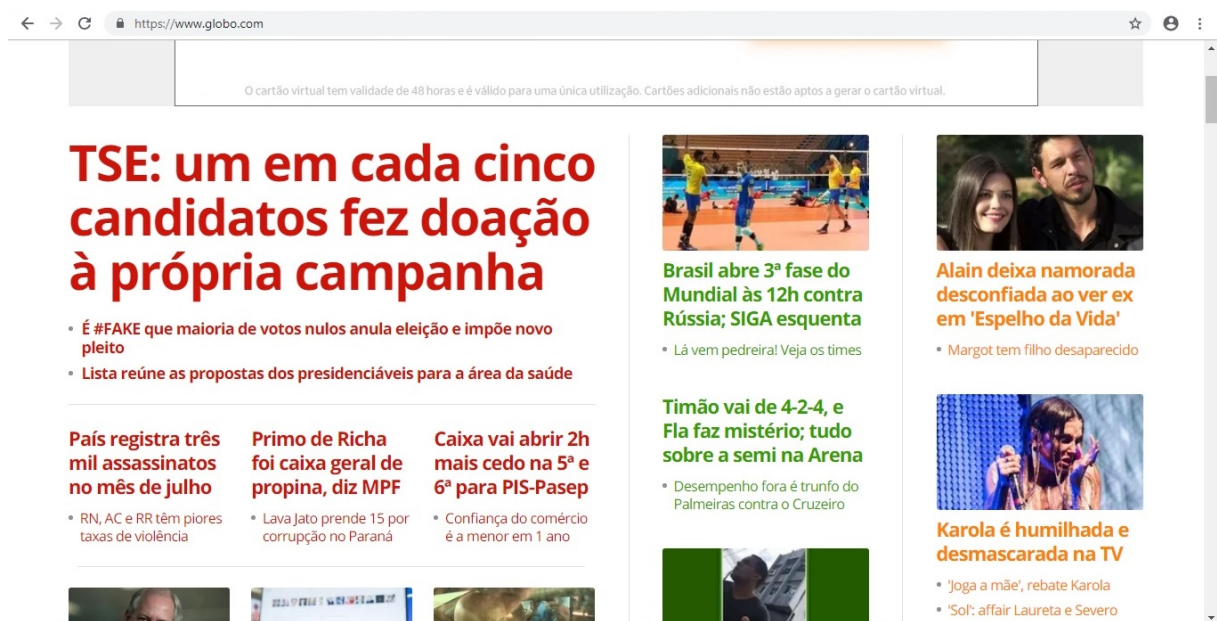 https://www.globo.com
O cartão virtual tem validade de 48 horas e é válido para uma única utilização. Cartões adicionais não estão aptos a gerar o cartão virtual.
TSE: um em cada cinco
candidatos fez doação
à própria campanha
É #FAKE que maioria de votos nulos anula eleição e impõe novo
pleito
Lista reúne as propostas dos presidenciáveis para a área da saúde
País registra três
mil assassinatos
no mês de julho
RN, AC e RR têm piores
taxas de violência
Primo de Richa
foi caixa geral de
propina, diz MPF
Lava Jato prende 15 por
corrupção no Paraná
Caixa vai abrir 2h
mais cedo na 5ª e
6ª para PIS-Pasep
Confiança do comércio
é a menor em 1 ano
Brasil abre 3ª fase do
Mundial às 12h contra
Rússia; SIGA esquenta
Lá vem pedreira! Veja os times
Timão vai de 4-2-4, e
Fla faz mistério; tudo
sobre a semi na Arena
Desempenho fora é trunfo do
Palmeiras contra o Cruzeiro
Alain deixa namorada
desconfiada ao ver ex
em 'Espelho da Vida'
Margot tem filho desaparecido
Karola é humilhada e
desmascarada na TV
'Joga a mãe', rebate Karola
'Sol': affair Laureta e Severo